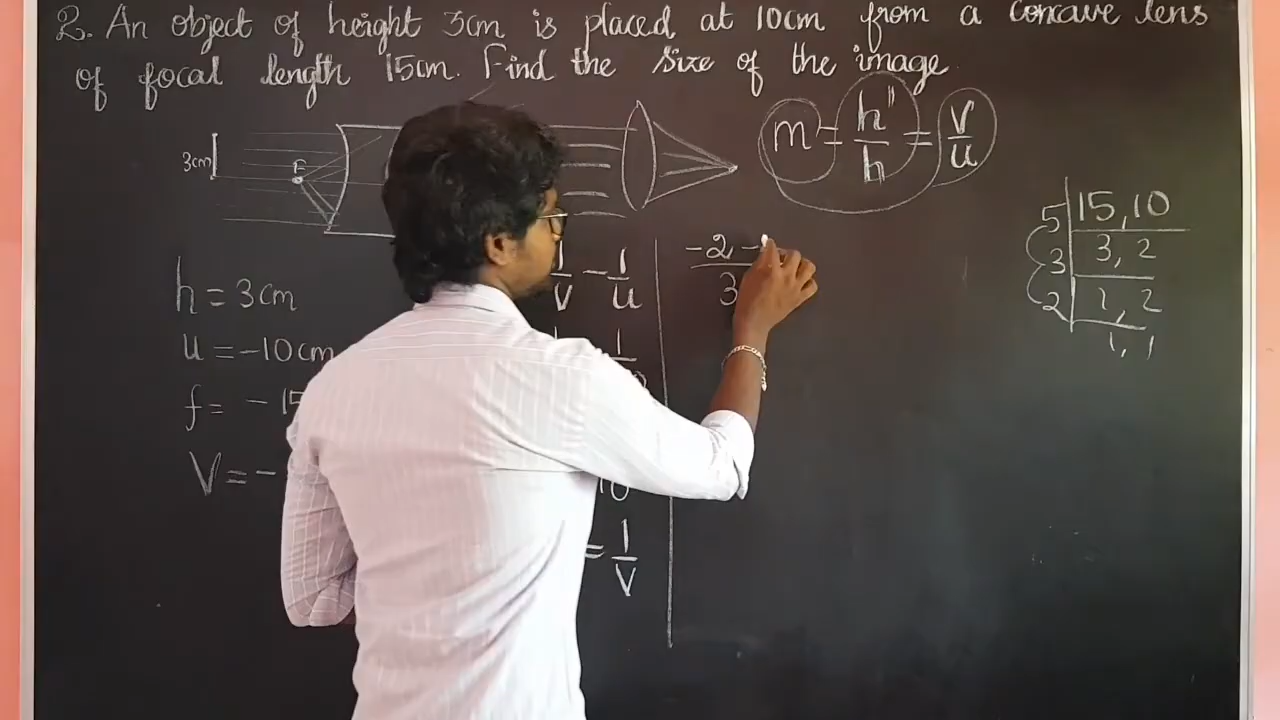 2. An object of height 3cm is placed at 10cm from a concave lens
of focal length 15cm. Find the size of the image
3cm
F
m = h"/h = v/u
h = 3cm
u = -10cm
f = - 15
V = -
1/v - 1/u
10
= 1/v
-2 -
3
5 | 15, 10
3 | 3, 2
2 | 1, 2
1, 1